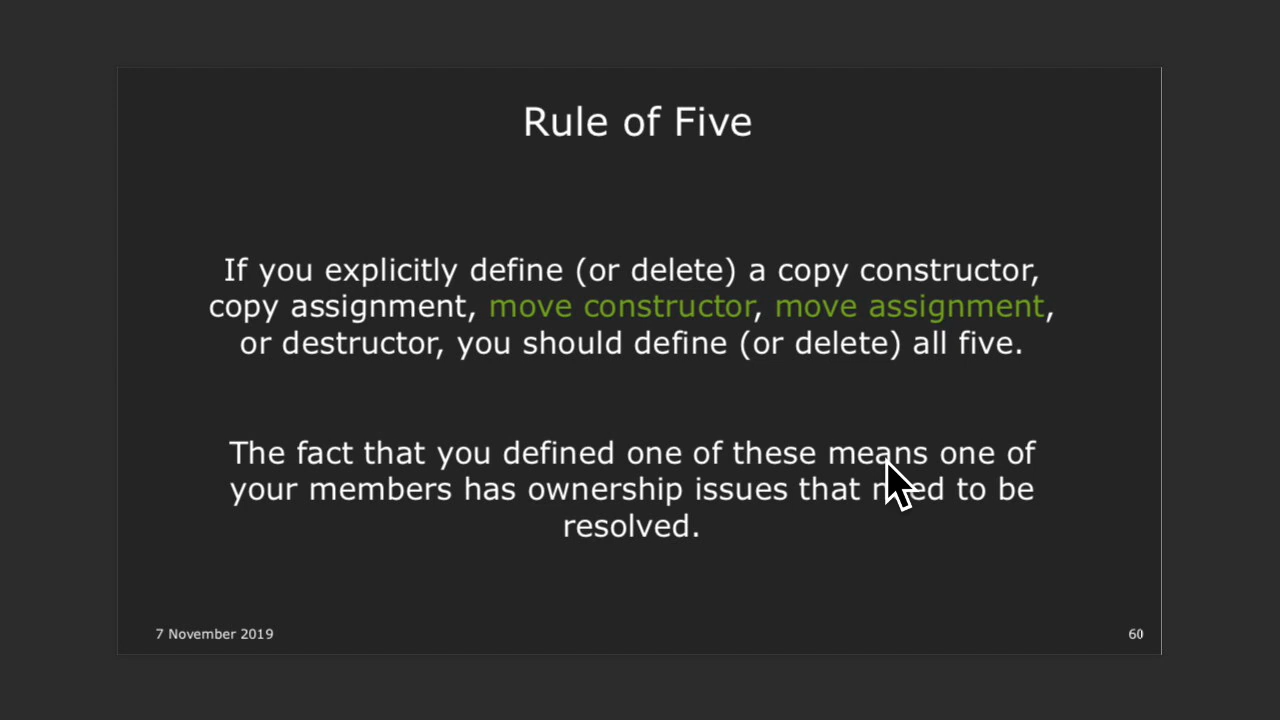 Rule of Five
If you explicitly define (or delete) a copy constructor,
copy assignment, move constructor, move assignment,
or destructor, you should define (or delete) all five.
The fact that you defined one of these means one of
your members has ownership issues that need to be
resolved.
7 November 2019
60